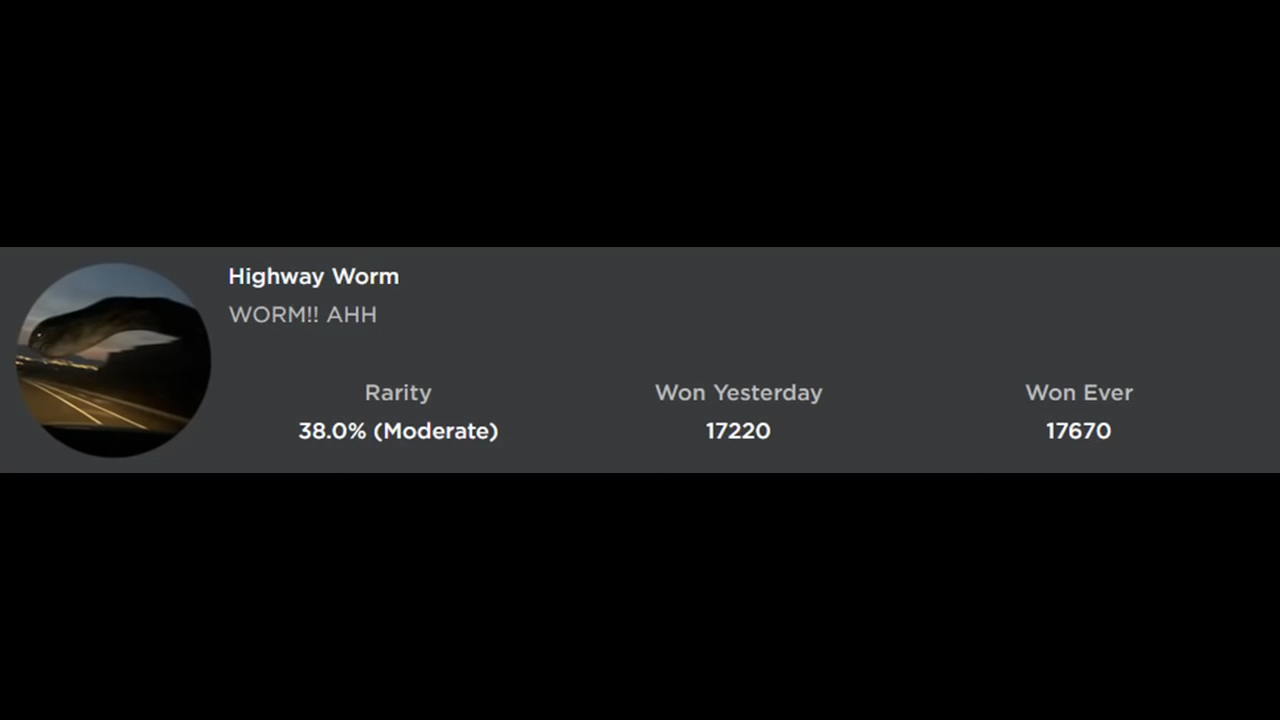 Highway Worm
WORM!! AHH
Rarity Won Yesterday Won Ever
38.0% (Moderate) 17220 17670